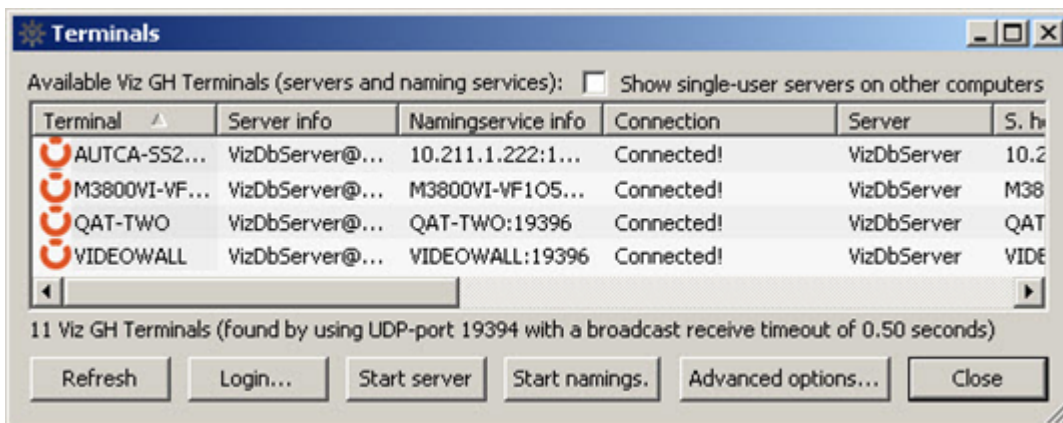 Terminals
Available Viz GH Terminals (servers and naming services): Show single-user servers on other computers
Terminal Server info Namingservice info Connection Server S. h
AUTCA-SS2... VizDbServer@... 10.211.1.222:1... Connected! VizDbServer 10.2
M3800VI-VF... VizDbServer@... M3800VI-VF1O5... Connected! VizDbServer M38
QAT-TWO VizDbServer@... QAT-TWO:19396 Connected! VizDbServer QAT
VIDEOWALL VizDbServer@... VIDEOWALL:19396 Connected! VizDbServer VIDE
11 Viz GH Terminals (found by using UDP-port 19394 with a broadcast receive timeout of 0.50 seconds)
Refresh Login... Start server Start namings. Advanced options... Close